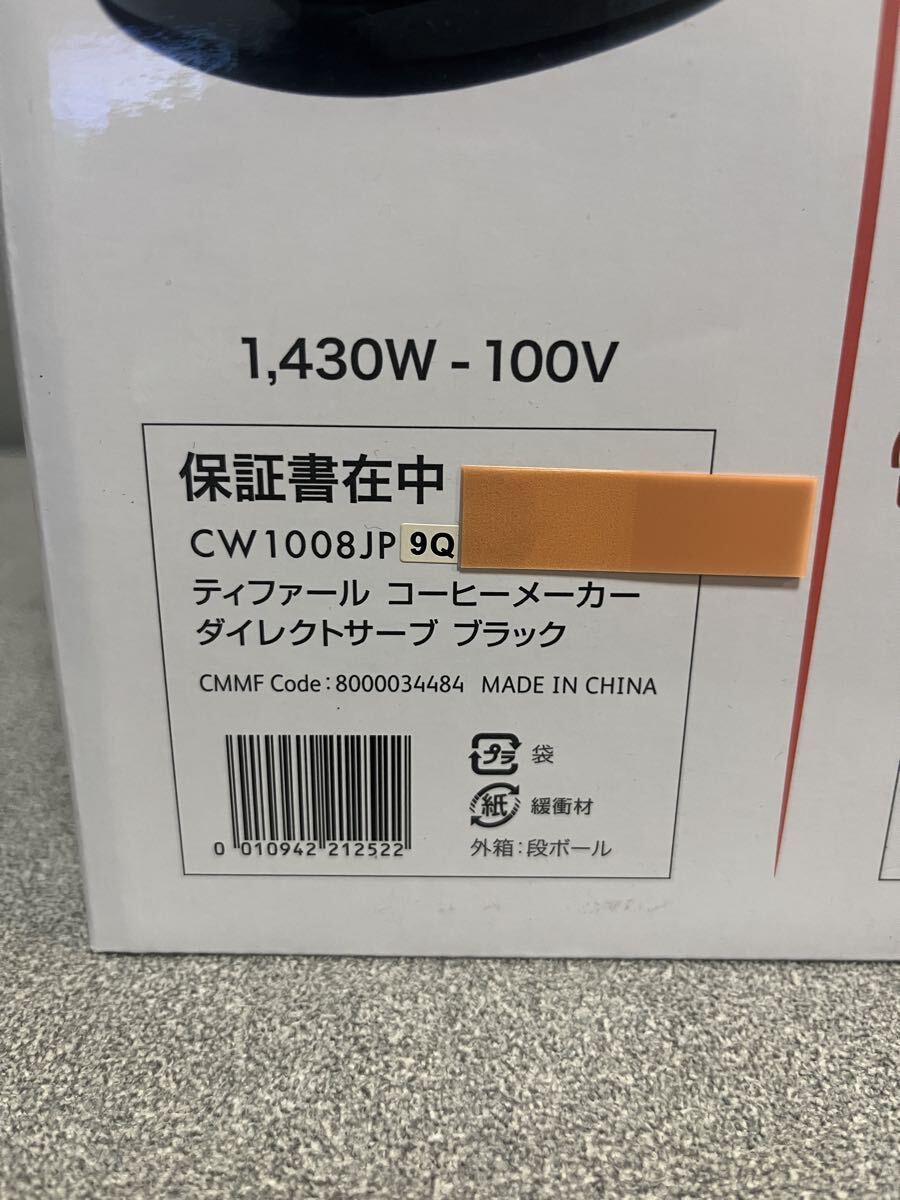 1,430W - 100V
保証書在中
CW1008JP 9Q
ティファール コーヒーメーカー
ダイレクトサーブ ブラック
CMMF Code：8000034484 MADE IN CHINA
プラ 袋
紙 緩衝材
外箱：段ボール
0 010942 212522